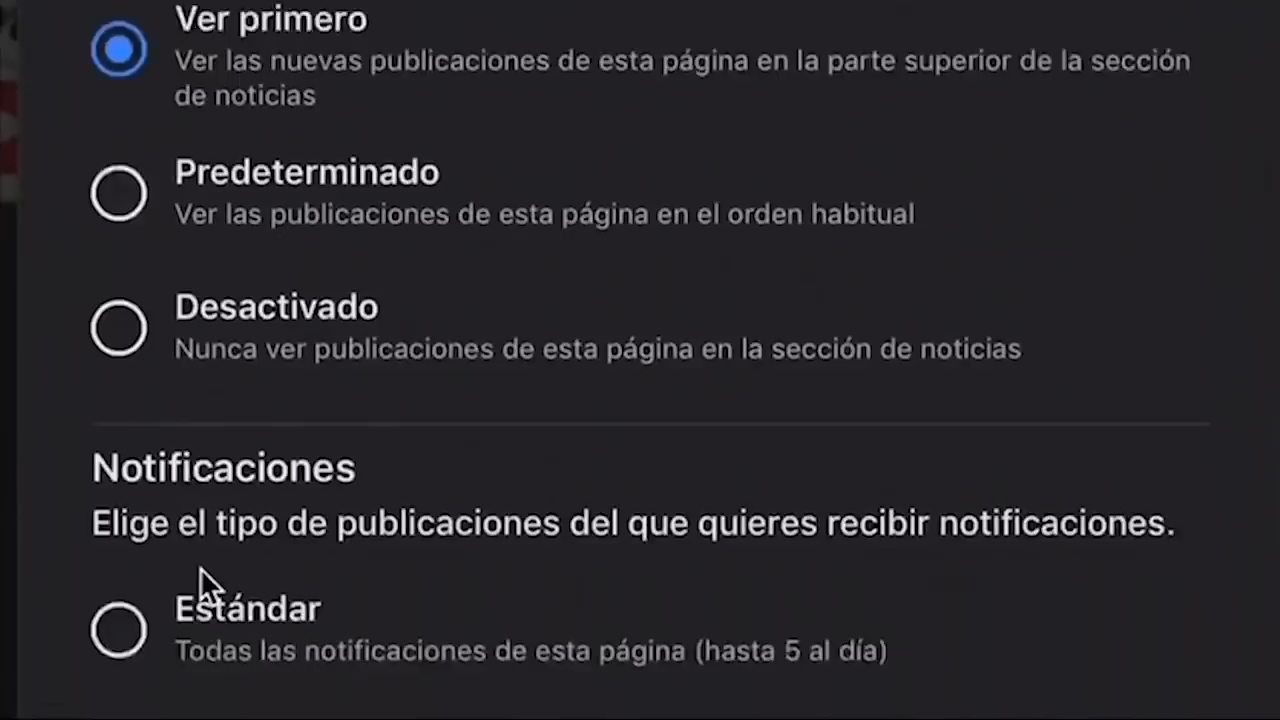 Ver primero
Ver las nuevas publicaciones de esta página en la parte superior de la sección
de noticias
Predeterminado
Ver las publicaciones de esta página en el orden habitual
Desactivado
Nunca ver publicaciones de esta página en la sección de noticias
Notificaciones
Elige el tipo de publicaciones del que quieres recibir notificaciones.
Estándar
Todas las notificaciones de esta página (hasta 5 al día)